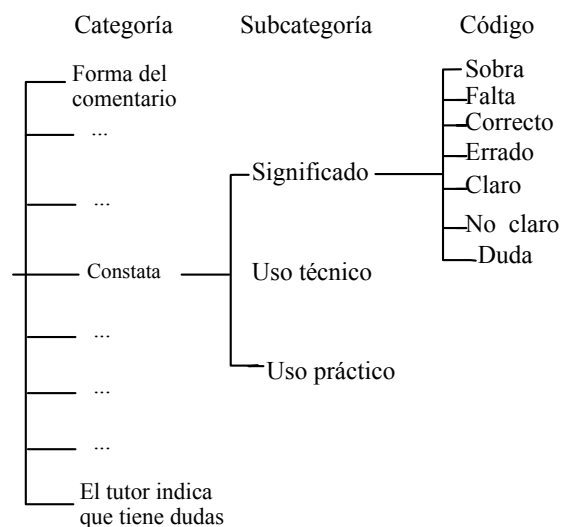 Categoría Subcategoría Código
Forma del
comentario
...
...
Constata
...
...
...
El tutor indica
que tiene dudas
Significado
Uso técnico
Uso práctico
Sobra
Falta
Correcto
Errado
Claro
No claro
Duda